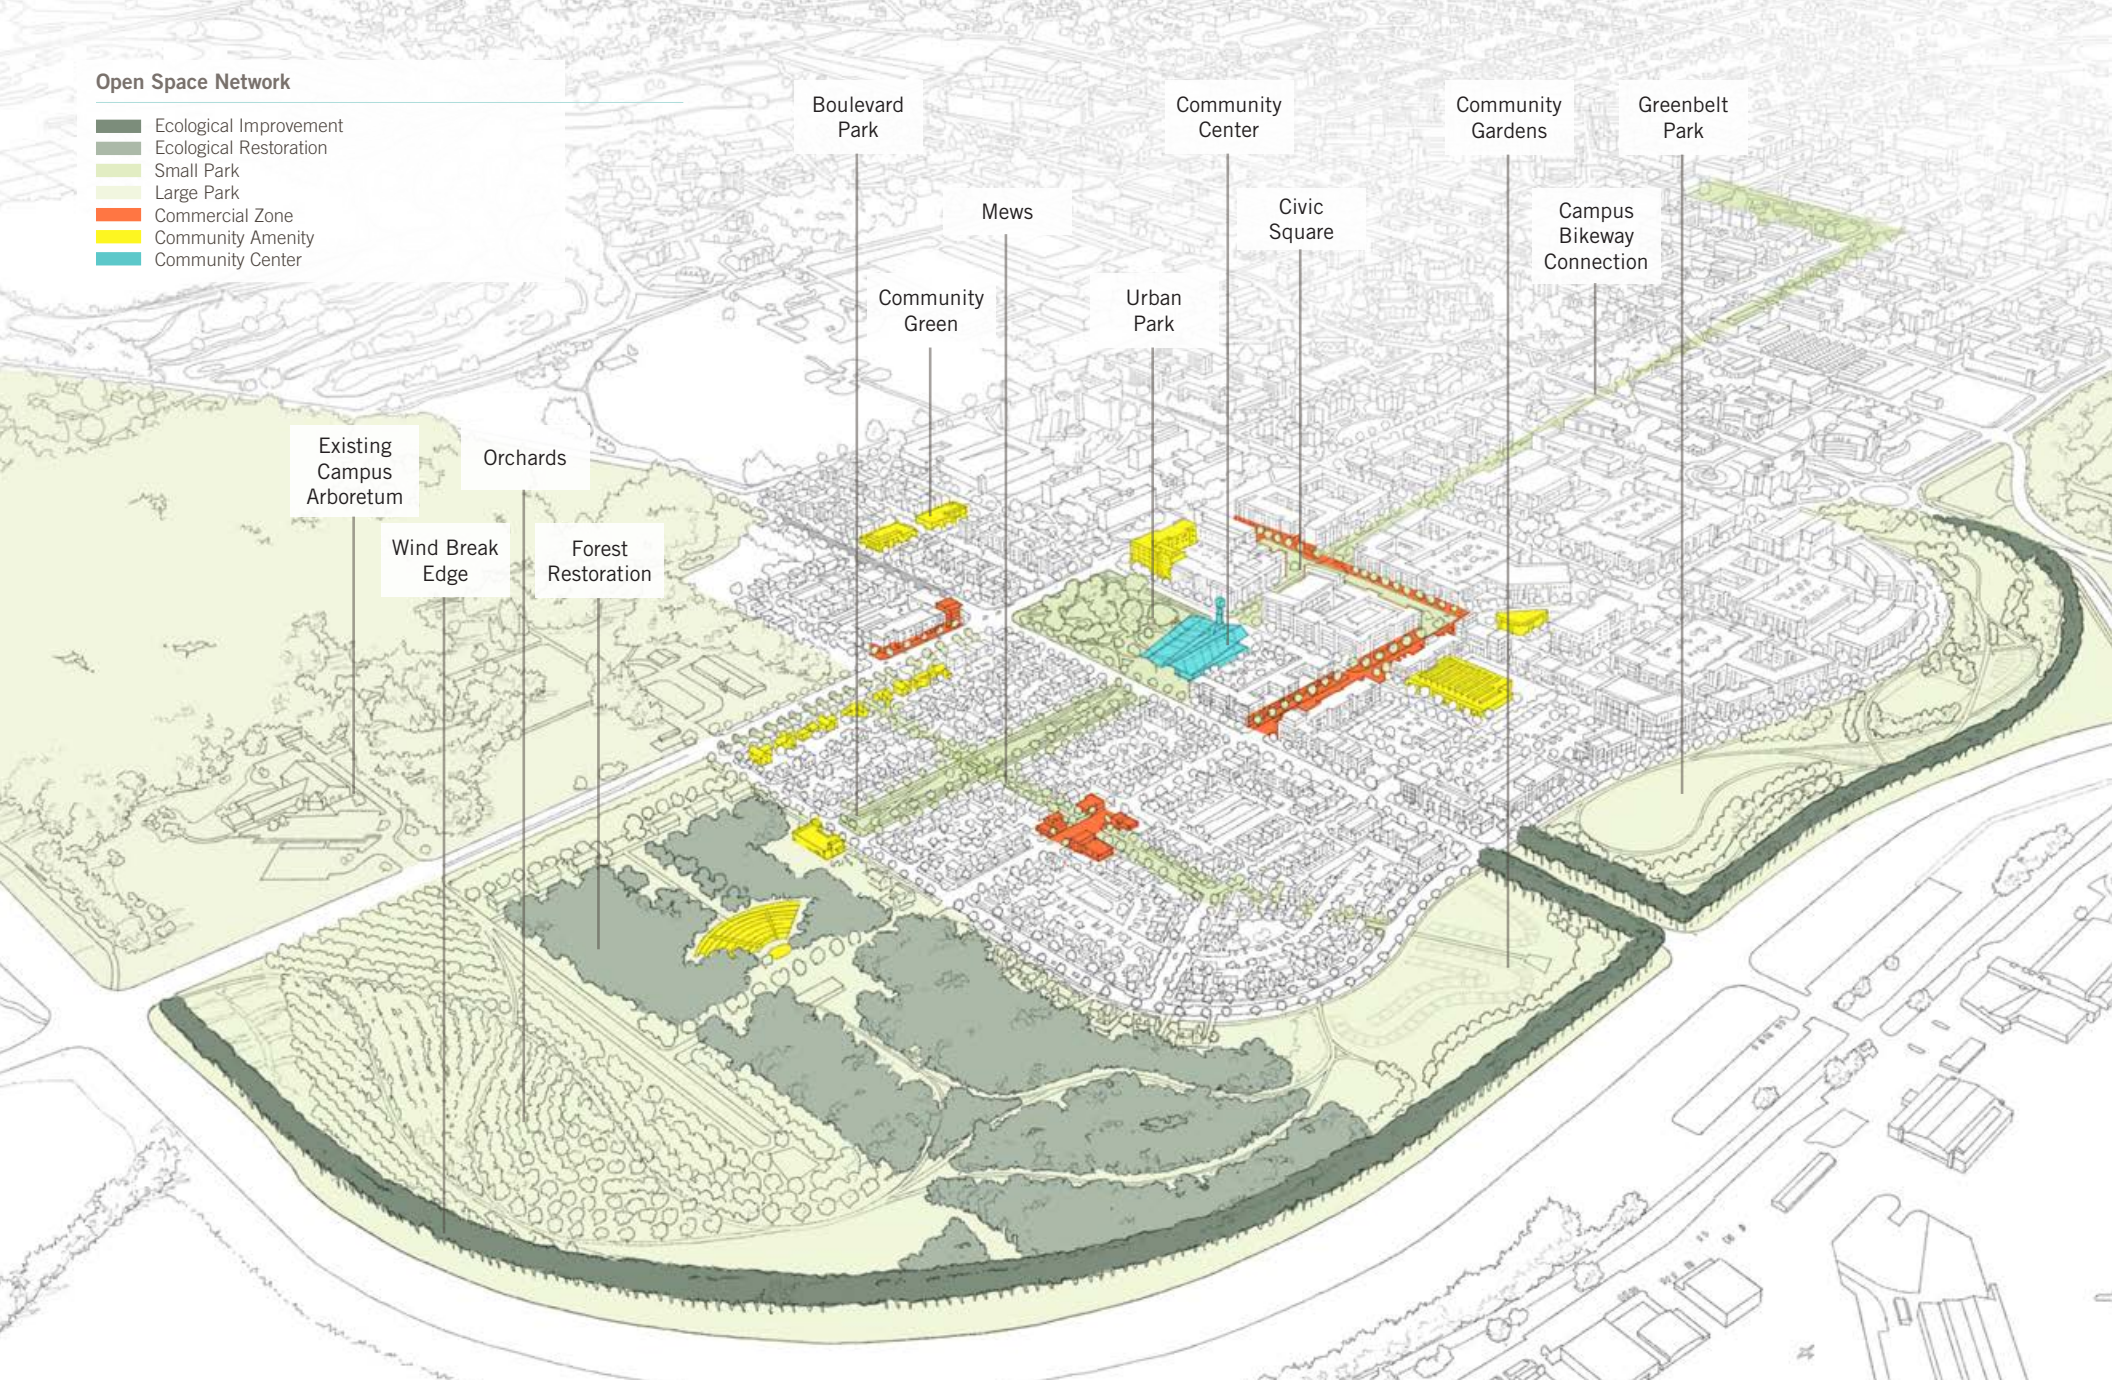 Open Space Network
Ecological Improvement
Ecological Restoration
Small Park
Large Park
Commercial Zone
Community Amenity
Community Center
Boulevard
Park
Community
Center
Community
Gardens
Greenbelt
Park
Mews
Civic
Square
Campus
Bikeway
Connection
Community
Green
Urban
Park
Existing
Campus
Arboretum
Orchards
Wind Break
Edge
Forest
Restoration